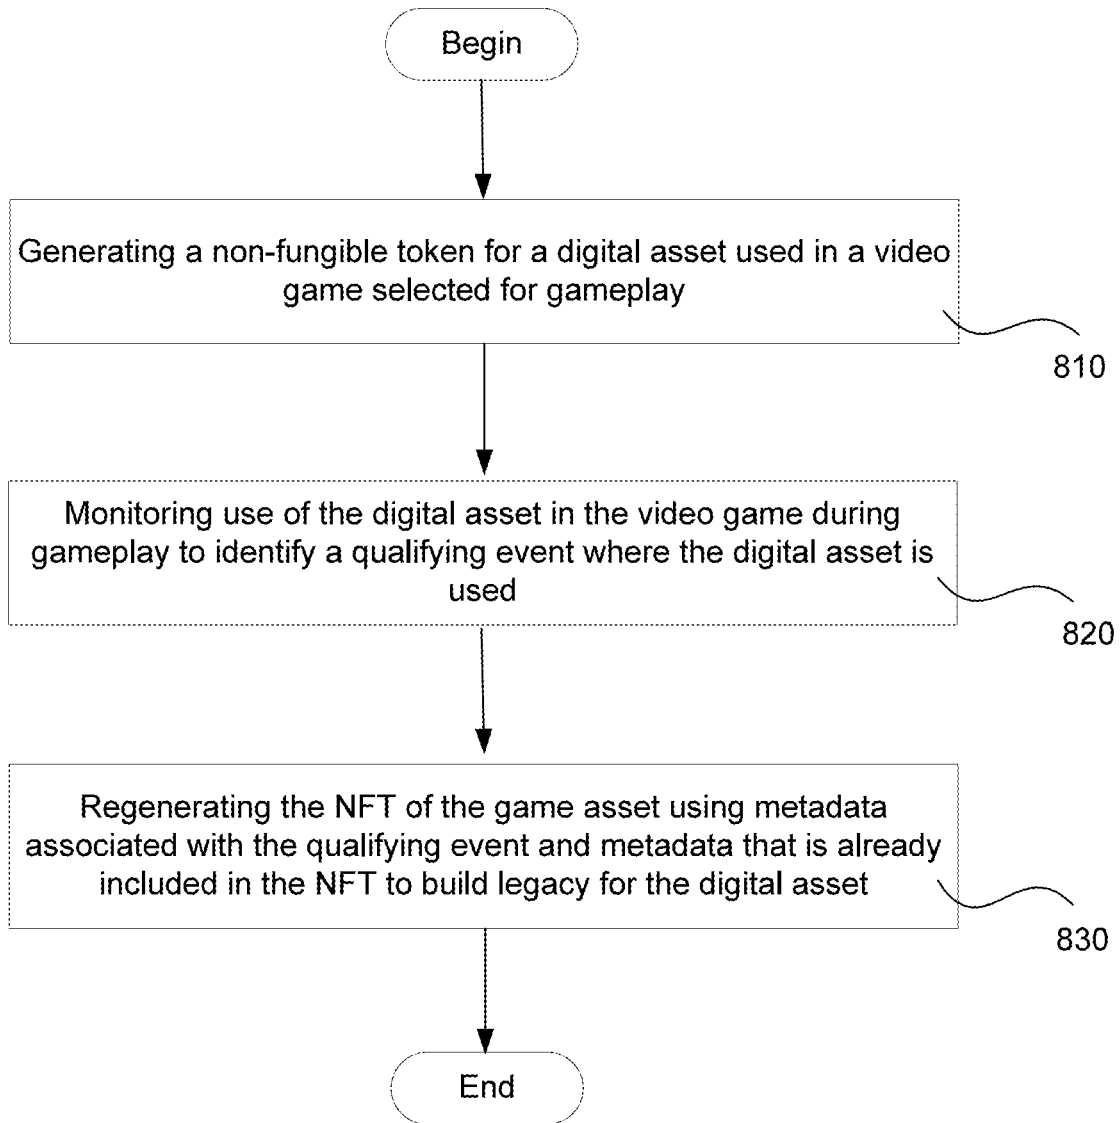 Begin
Generating a non-fungible token for a digital asset used in a video
game selected for gameplay
810
Monitoring use of the digital asset in the video game during
gameplay to identify a qualifying event where the digital asset is
used
820
Regenerating the NFT of the game asset using metadata
associated with the qualifying event and metadata that is already
included in the NFT to build legacy for the digital asset
830
End